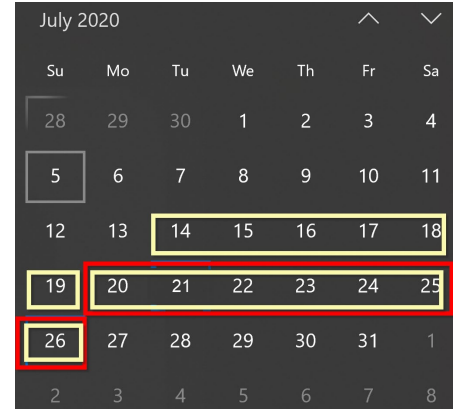 July 2020
Su Mo Tu We Th Fr Sa
28 29 30 1 2 3 4
5 6 7 8 9 10 11
12 13 14 15 16 17 18
19 20 21 22 23 24 25
26 27 28 29 30 31 1
2 3 4 5 6 7 8